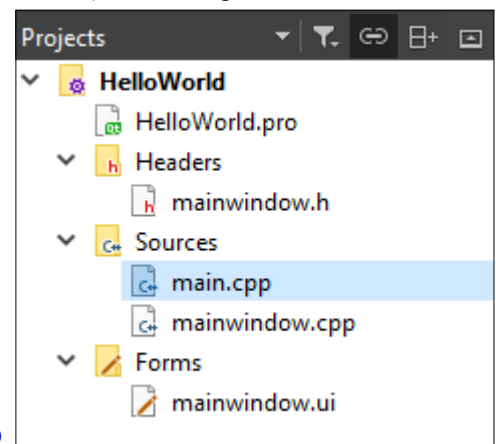 Projects
HelloWorld
HelloWorld.pro
Headers
mainwindow.h
Sources
main.cpp
mainwindow.cpp
Forms
mainwindow.ui